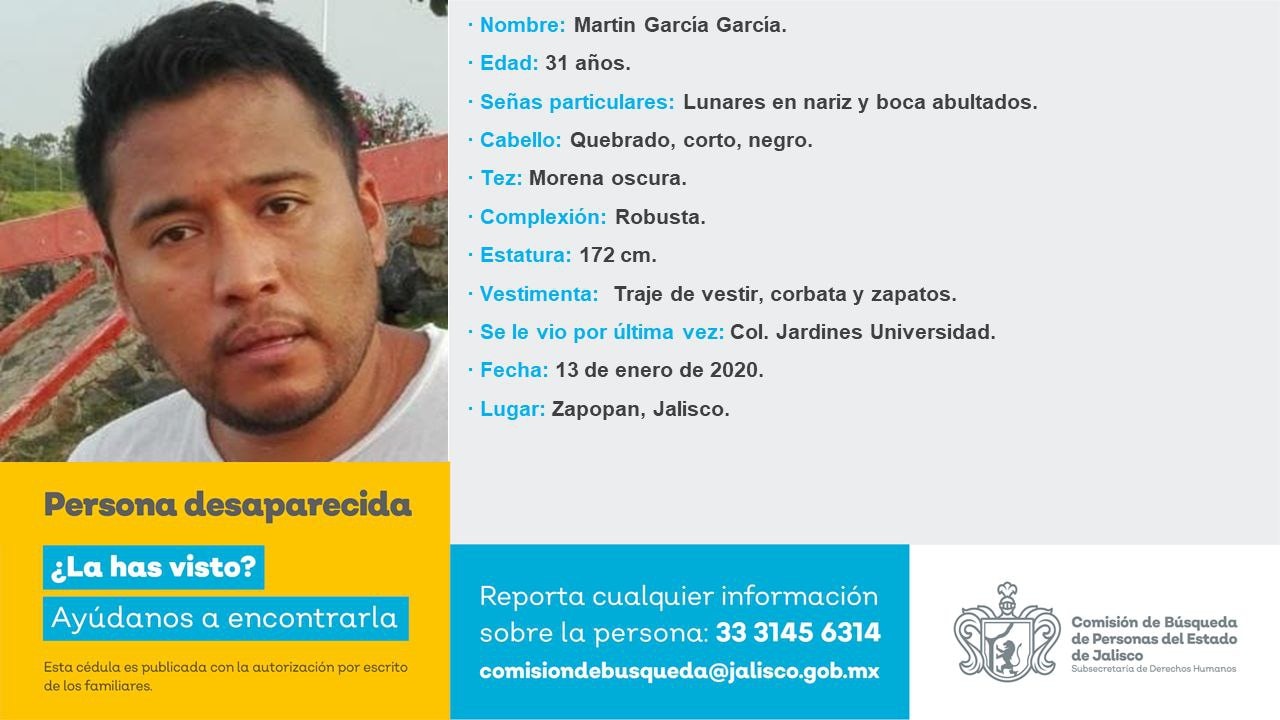 · Nombre: Martin García García.
· Edad: 31 años.
· Señas particulares: Lunares en nariz y boca abultados.
· Cabello: Quebrado, corto, negro.
· Tez: Morena oscura.
· Complexión: Robusta.
· Estatura: 172 cm.
· Vestimenta: Traje de vestir, corbata y zapatos.
· Se le vio por última vez: Col. Jardines Universidad.
· Fecha: 13 de enero de 2020.
· Lugar: Zapopan, Jalisco.
Persona desaparecida
¿La has visto?
Ayúdanos a encontrarla
Esta cédula es publicada con la autorización por escrito
de los familiares.
Reporta cualquier información
sobre la persona: 33 3145 6314
comisiondebusqueda@jalisco.gob.mx
Comisión de Búsqueda
de Personas del Estado
de Jalisco
Subsecretaría de Derechos Humanos